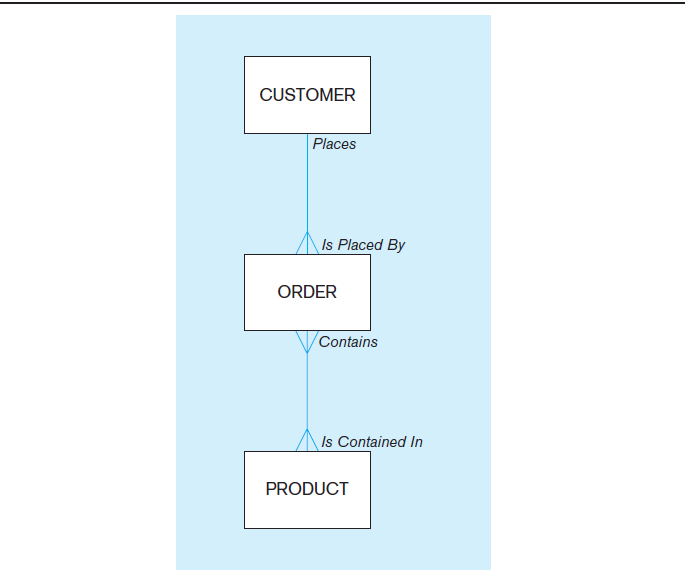 CUSTOMER
Places
Is Placed By
ORDER
Contains
Is Contained In
PRODUCT